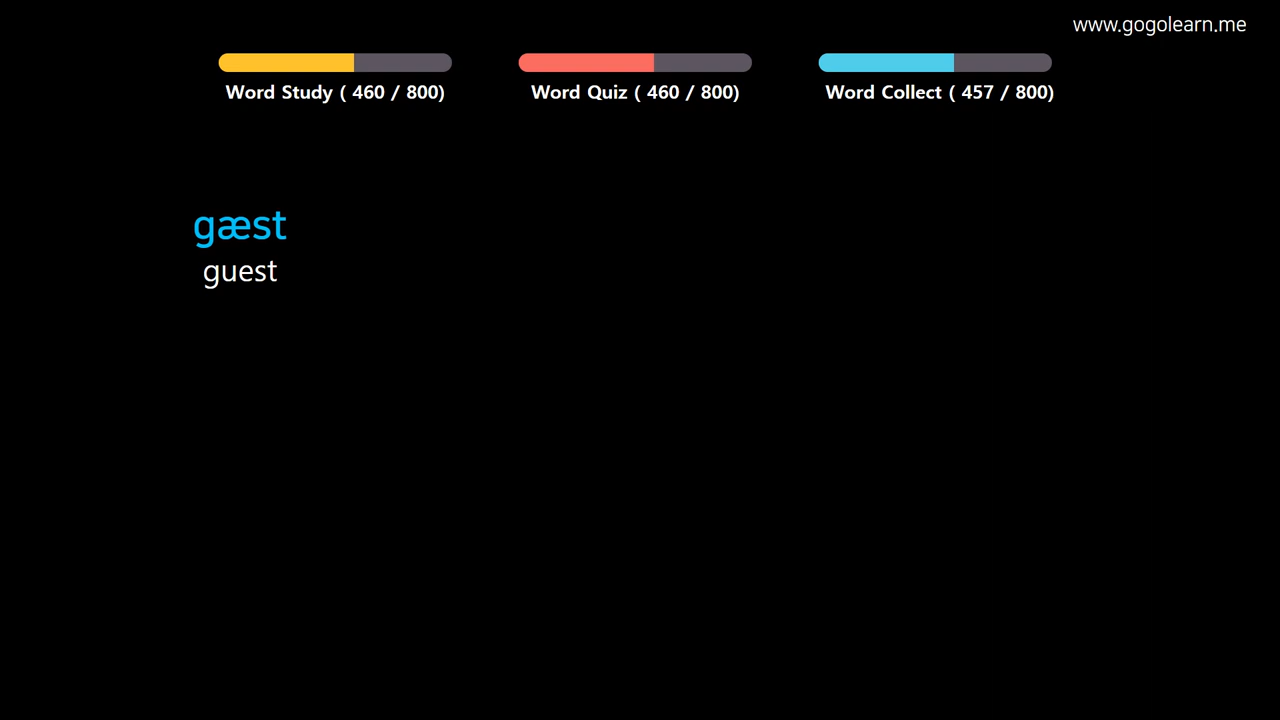 www.gogolearn.me
Word Study ( 460 / 800)
Word Quiz ( 460 / 800)
Word Collect ( 457 / 800)
gæst
guest